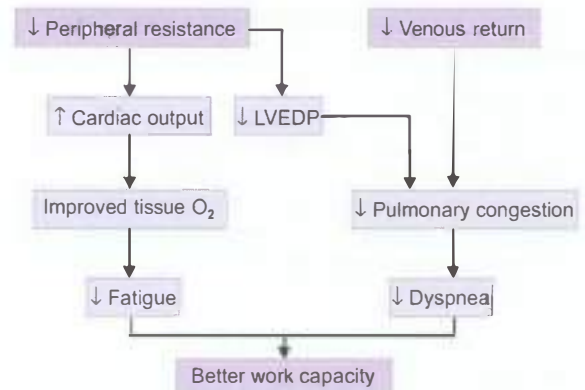 ↓ Peripheral resistance
↓ Venous return
↑ Cardiac output
↓ LVEDP
Improved tissue O₂
↓ Pulmonary congestion
↓ Fatigue
↓ Dyspnea
Better work capacity